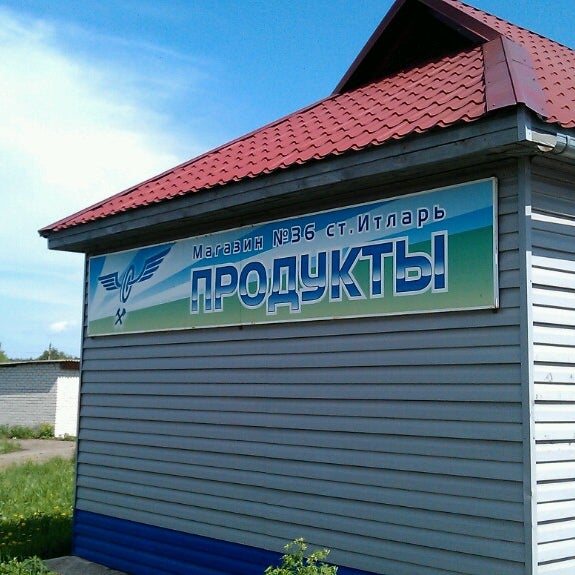 Магазин №36 ст.Итларь
ПРОДУКТЫ